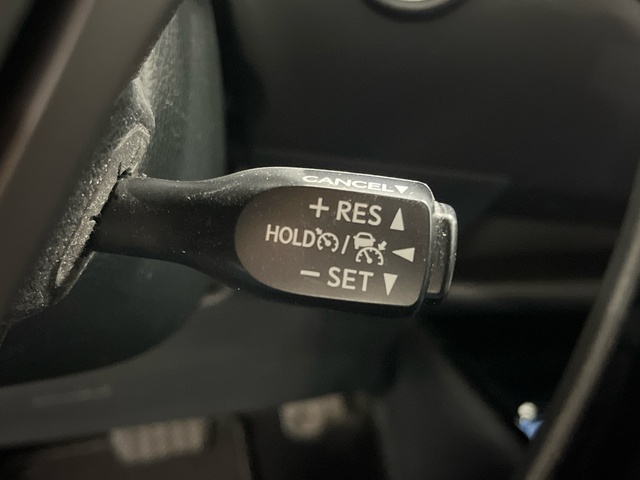 CANCEL▼
+ RES ▲
HOLD / ◀
− SET ▼